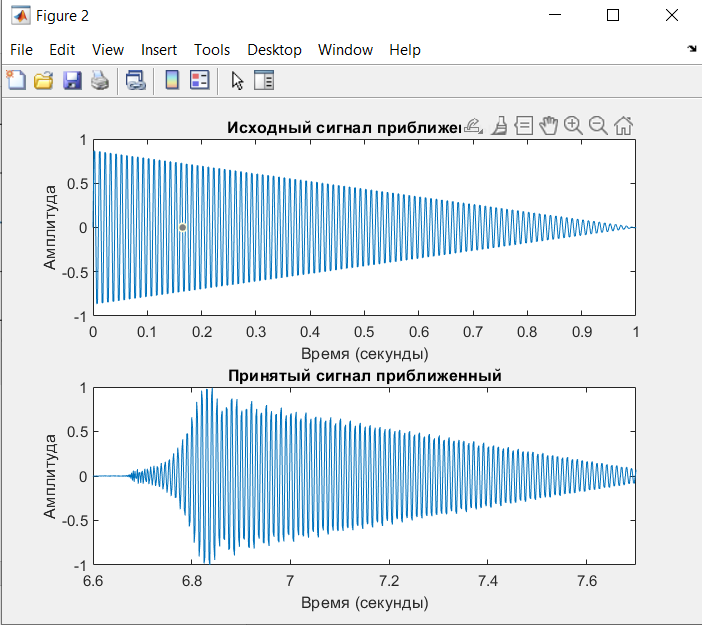 Figure 2
File Edit View Insert Tools Desktop Window Help
Исходный сигнал
1
0.5
0
-0.5
-1
Амплитуда
0 0.1 0.2 0.3 0.4 0.5 0.6 0.7 0.8 0.9 1
Время (секунды)
Принятый сигнал приближенный
1
0.5
0
-0.5
-1
Амплитуда
6.6 6.8 7 7.2 7.4 7.6
Время (секунды)